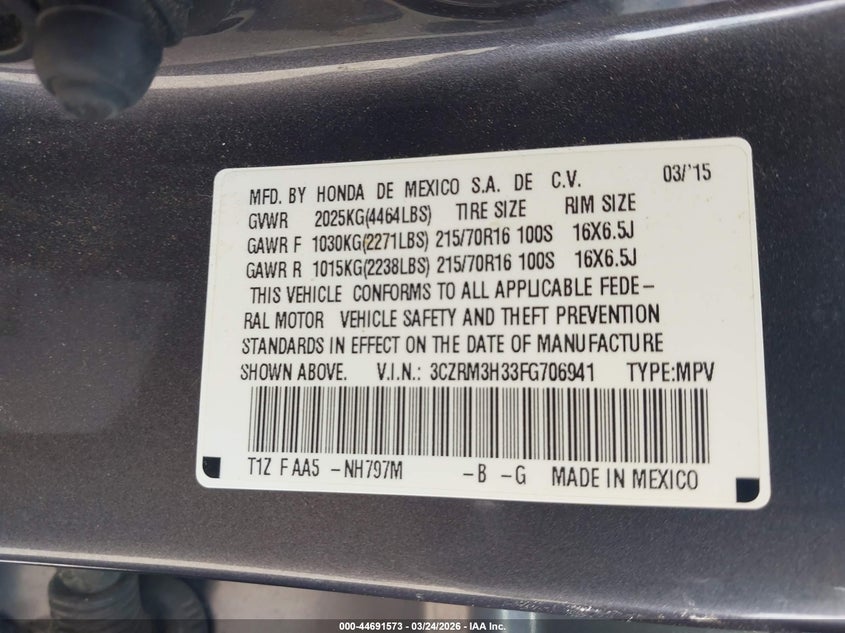 MFD. BY HONDA DE MEXICO S.A. DE C.V. 03/'15
GVWR 2025KG(4464LBS) TIRE SIZE RIM SIZE
GAWR F 1030KG(2271LBS) 215/70R16 100S 16X6.5J
GAWR R 1015KG(2238LBS) 215/70R16 100S 16X6.5J
THIS VEHICLE CONFORMS TO ALL APPLICABLE FEDE-
RAL MOTOR VEHICLE SAFETY AND THEFT PREVENTION
STANDARDS IN EFFECT ON THE DATE OF MANUFACTURE
SHOWN ABOVE. V.I.N.: 3CZRM3H33FG706941 TYPE:MPV
T1Z F AA5 -NH797M -B -G MADE IN MEXICO
000-44691573 — 03/24/2026 — IAA Inc.